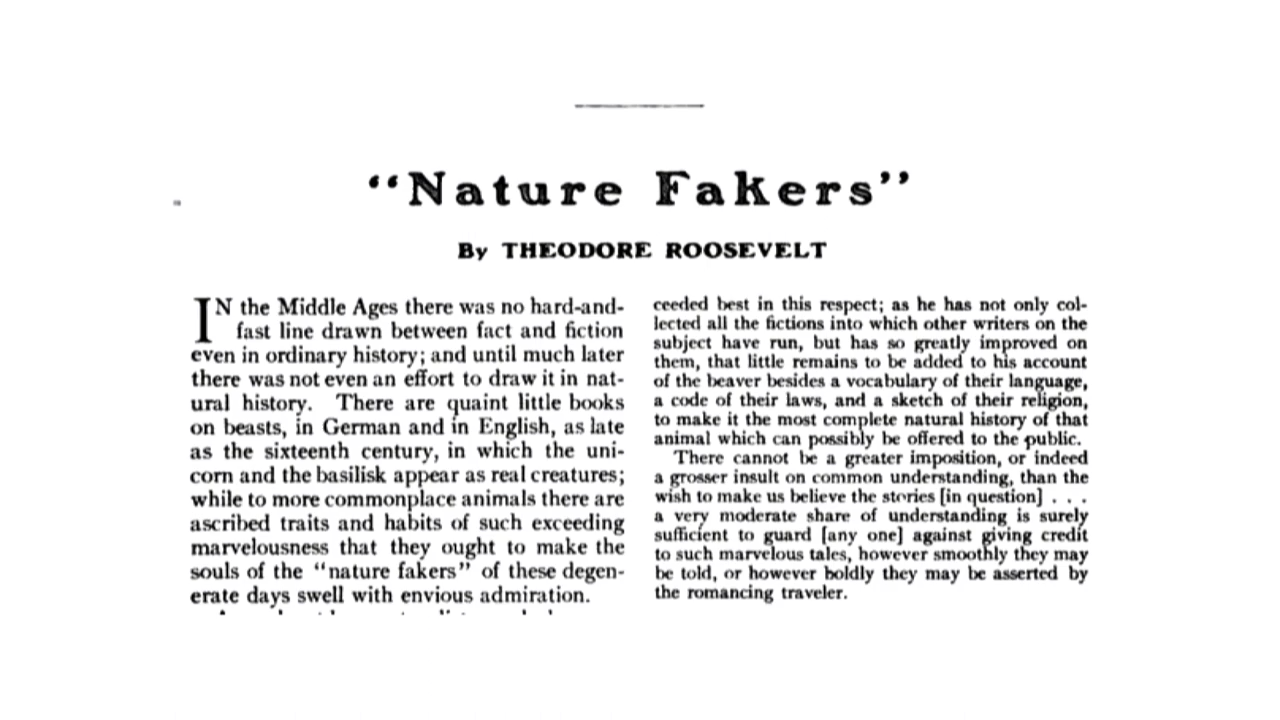 “Nature Fakers”
By THEODORE ROOSEVELT
IN the Middle Ages there was no hard-and-
fast line drawn between fact and fiction
even in ordinary history; and until much later
there was not even an effort to draw it in nat-
ural history. There are quaint little books
on beasts, in German and in English, as late
as the sixteenth century, in which the uni-
corn and the basilisk appear as real creatures;
while to more commonplace animals there are
ascribed traits and habits of such exceeding
marvelousness that they ought to make the
souls of the “nature fakers” of these degen-
erate days swell with envious admiration.
ceeded best in this respect; as he has not only col-
lected all the fictions into which other writers on the
subject have run, but has so greatly improved on
them, that little remains to be added to his account
of the beaver besides a vocabulary of their language,
a code of their laws, and a sketch of their religion,
to make it the most complete natural history of that
animal which can possibly be offered to the public.
There cannot be a greater imposition, or indeed
a grosser insult on common understanding, than the
wish to make us believe the stories [in question] . . .
a very moderate share of understanding is surely
sufficient to guard [any one] against giving credit
to such marvelous tales, however smoothly they may
be told, or however boldly they may be asserted by
the romancing traveler.